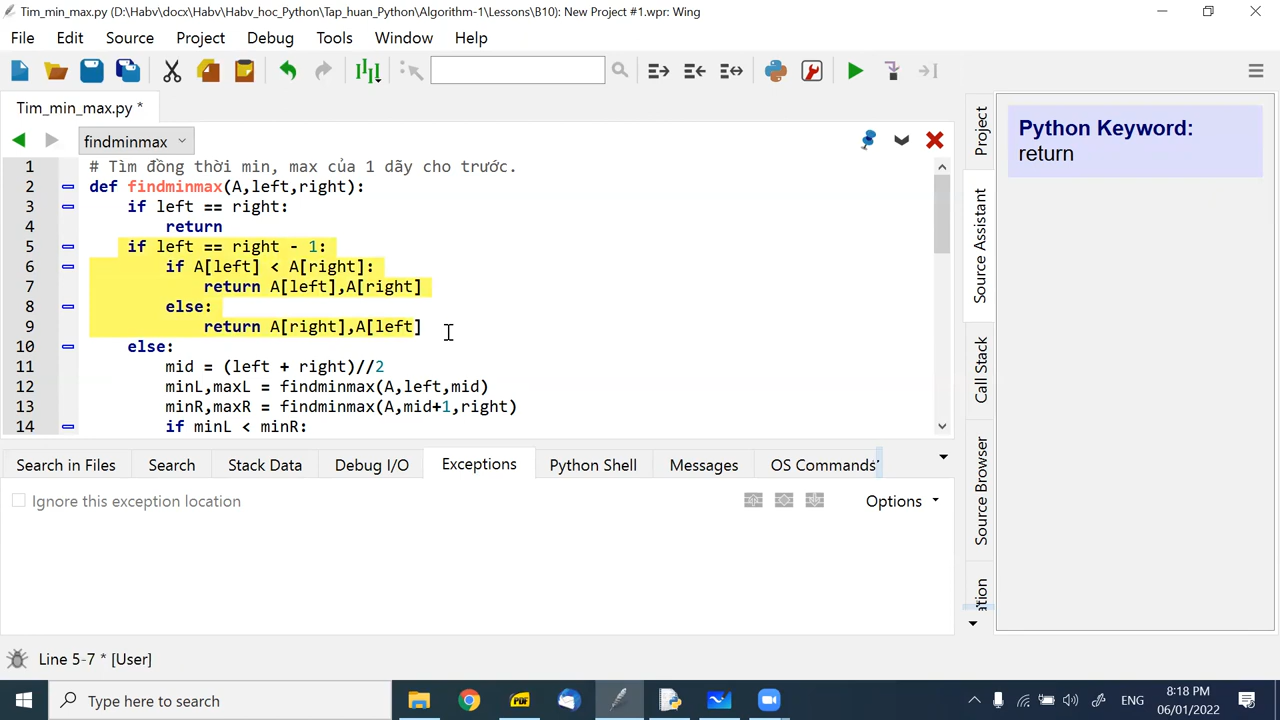 Tim_min_max.py (D:\Habv\docx\Habv\Habv_hoc_Python\Tap_huan_Python\Algorithm-1\Lessons\B10): New Project #1.wpr: Wing
File Edit Source Project Debug Tools Window Help
Tim_min_max.py *
findminmax
1 # Tìm đồng thời min, max của 1 dãy cho trước.
2 def findminmax(A,left,right):
3 if left == right:
4 return
5 if left == right - 1:
6 if A[left] < A[right]:
7 return A[left],A[right]
8 else:
9 return A[right],A[left]
10 else:
11 mid = (left + right)//2
12 minL,maxL = findminmax(A,left,mid)
13 minR,maxR = findminmax(A,mid+1,right)
14 if minL < minR:
Project
Source Assistant
Call Stack
Source Browser
ation
Python Keyword:
return
Search in Files Search Stack Data Debug I/O Exceptions Python Shell Messages OS Commands
Ignore this exception location
Options
Line 5-7 * [User]
Type here to search
PDF
ENG
8:18 PM
06/01/2022